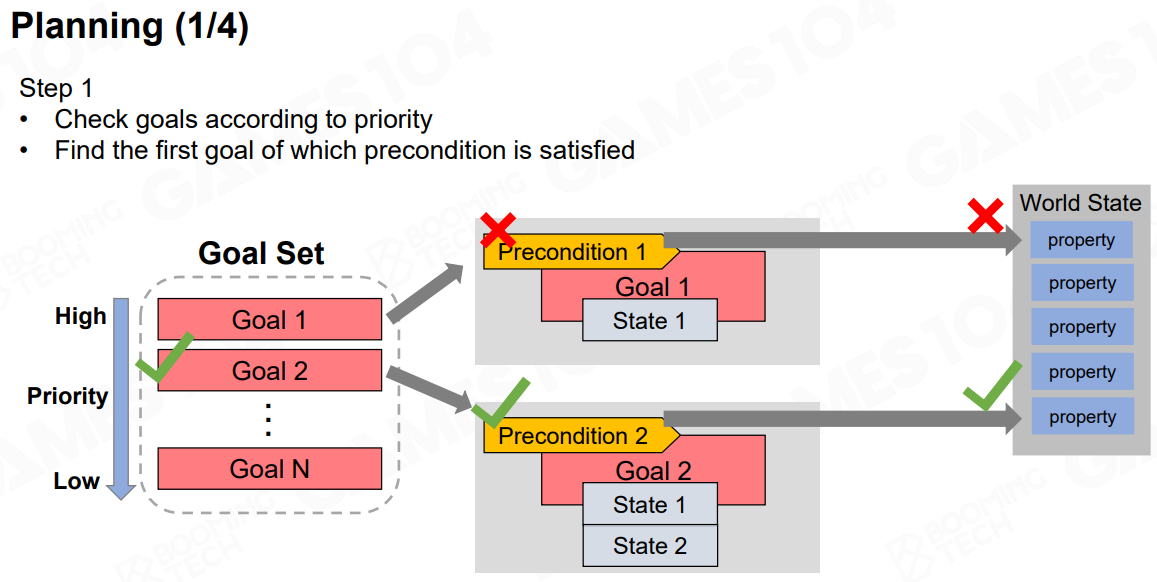 Planning (1/4)
Step 1
• Check goals according to priority
• Find the first goal of which precondition is satisfied
Goal Set
High
Priority
Low
Goal 1
Goal 2
⋮
Goal N
Precondition 1
Goal 1
State 1
Precondition 2
Goal 2
State 1
State 2
World State
property
property
property
property
property
BOOMING TECH
GAMES104